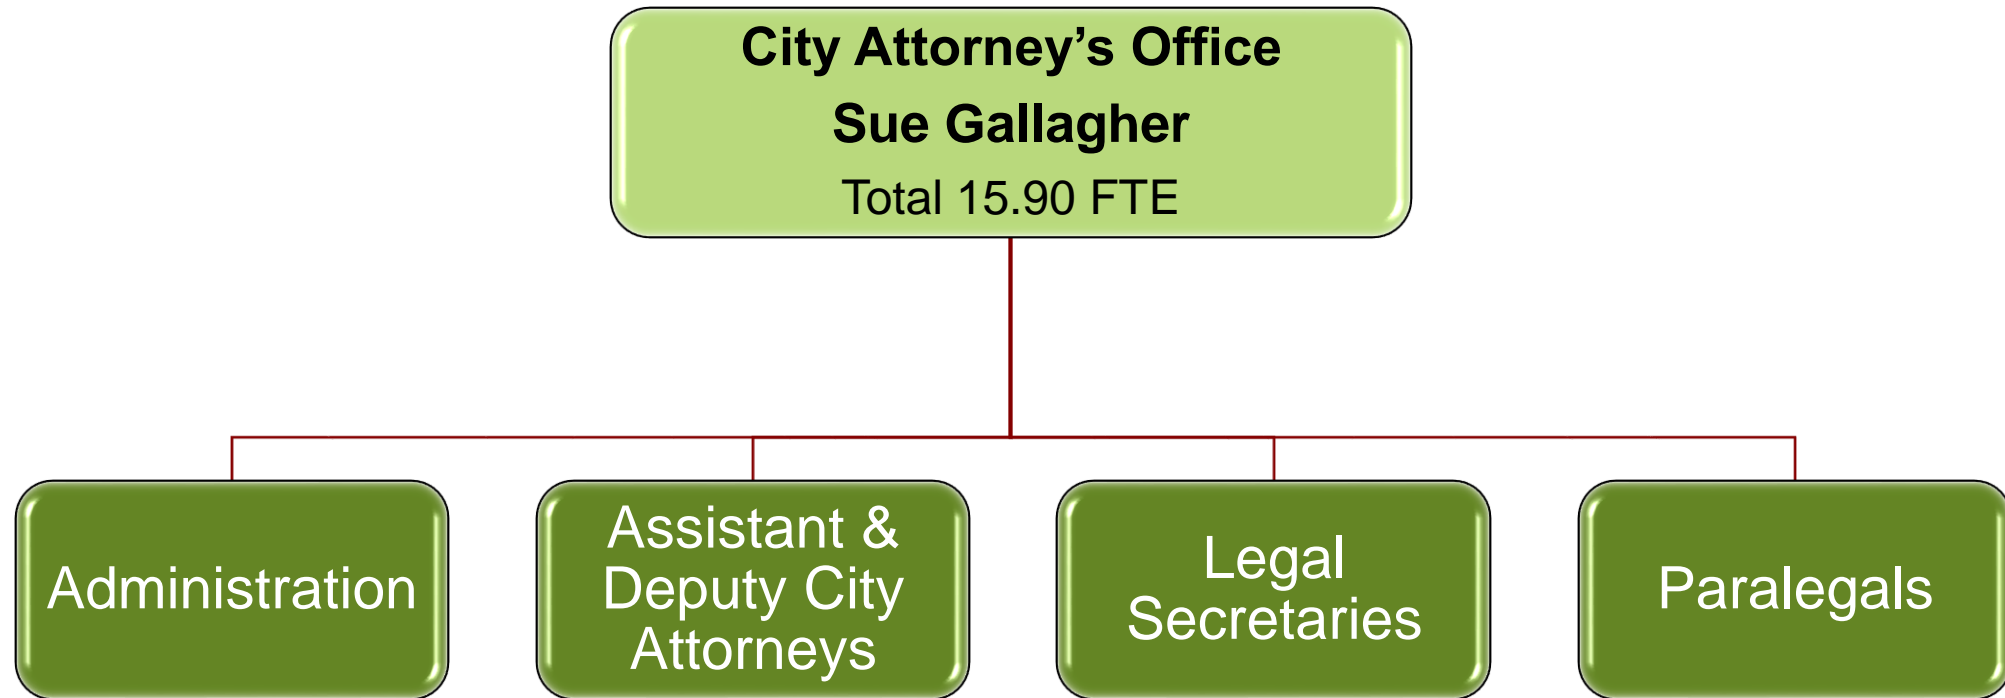 City Attorney’s Office
Sue Gallagher
Total 15.90 FTE
Administration
Assistant &
Deputy City
Attorneys
Legal
Secretaries
Paralegals